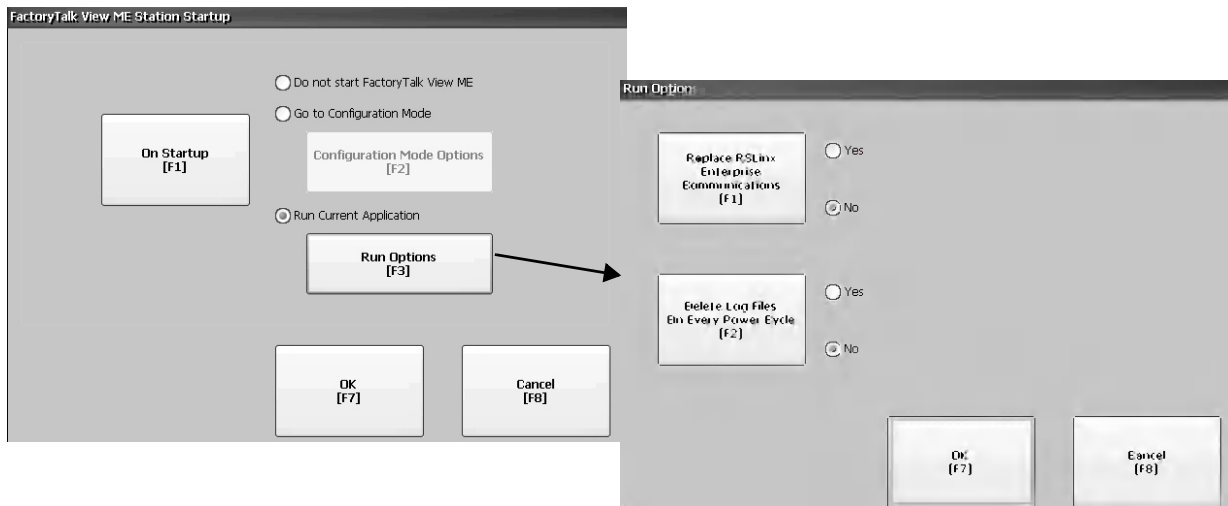 FactoryTalk View ME Station Startup
Do not start FactoryTalk View ME
Go to Configuration Mode
On Startup
[F1]
Configuration Mode Options
[F2]
Run Current Application
Run Options
[F3]
OK
[F7]
Cancel
[F8]
Run Options
Replace RSLinx
Enterprise
Communications
[F1]
Yes
No
Delete Log Files
On Every Power Cycle
[F2]
Yes
No
OK
[F7]
Cancel
[F8]